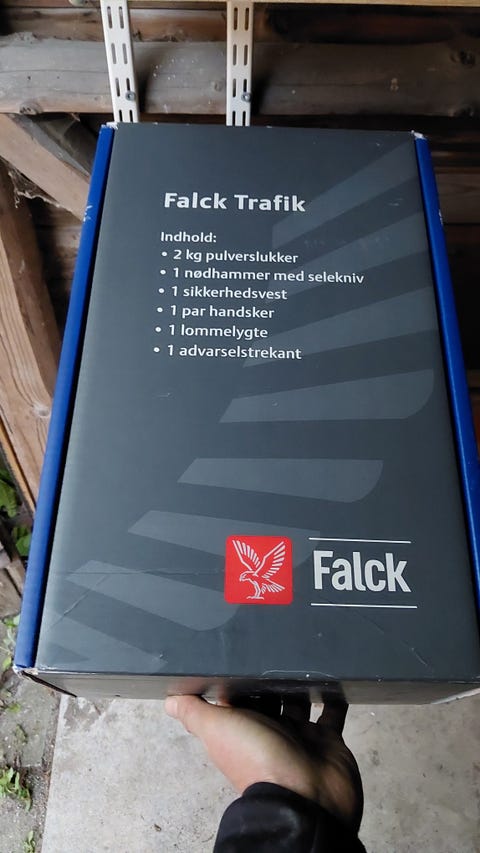 Falck Trafik
Indhold:
• 2 kg pulverslukker
• 1 nødhammer med selekniv
• 1 sikkerhedsvest
• 1 par handsker
• 1 lommelygte
• 1 advarselstrekant
Falck